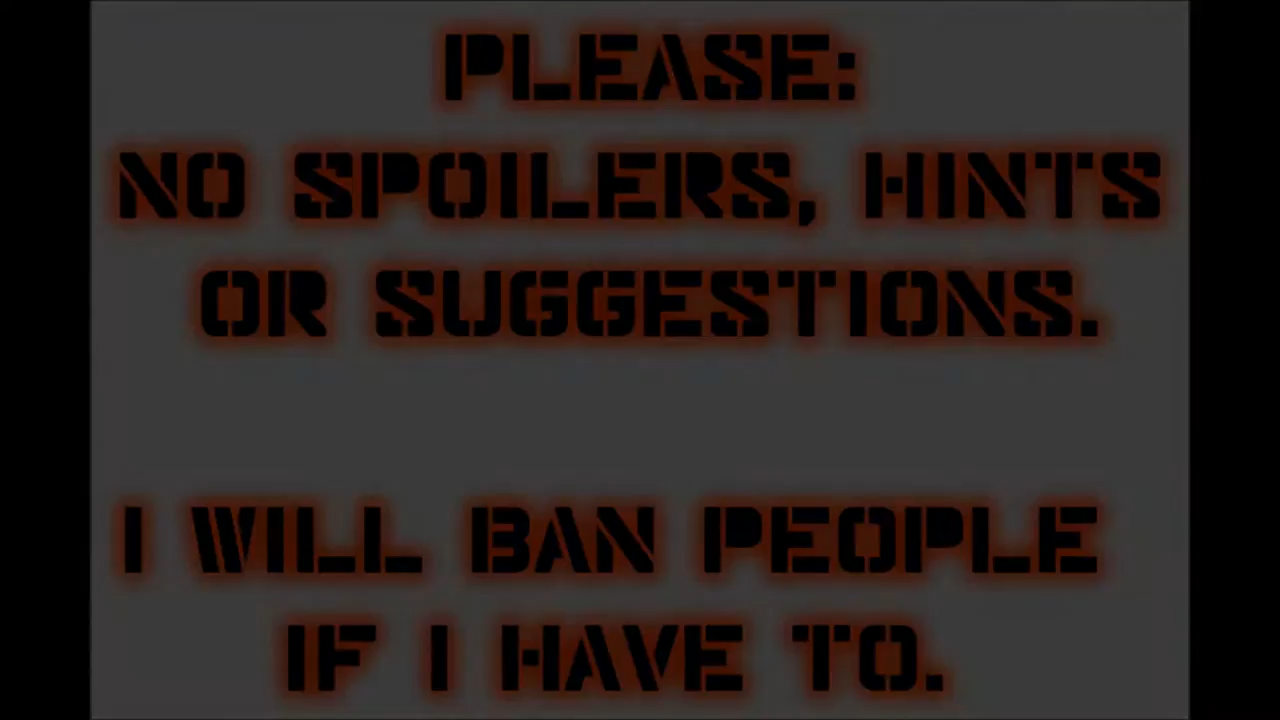 PLEASE:
NO SPOILERS, HINTS
OR SUGGESTIONS.
I WILL BAN PEOPLE
IF I HAVE TO.